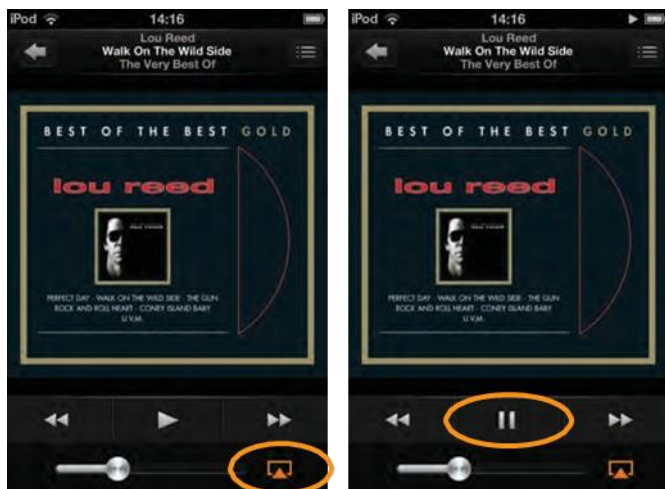 iPod 14:16
Lou Reed
Walk On The Wild Side
The Very Best Of
BEST OF THE BEST GOLD
lou reed
PERFECT DAY · WALK ON THE WILD SIDE · THE GUN
ROCK AND ROLL HEART · CONEY ISLAND BABY
U.V.M.
iPod 14:16
Lou Reed
Walk On The Wild Side
The Very Best Of
BEST OF THE BEST GOLD
lou reed
PERFECT DAY · WALK ON THE WILD SIDE · THE GUN
ROCK AND ROLL HEART · CONEY ISLAND BABY
U.V.M.